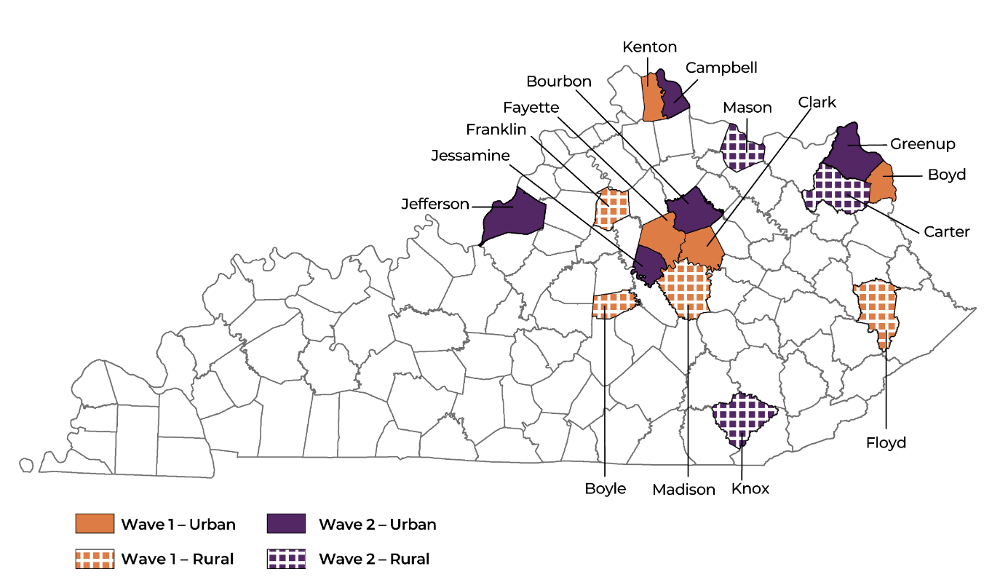 Kenton
Campbell
Bourbon
Clark
Fayette
Mason
Franklin
Greenup
Jessamine
Boyd
Jefferson
Carter
Floyd
Boyle
Madison
Knox
Wave 1 – Urban
Wave 2 – Urban
Wave 1 – Rural
Wave 2 – Rural